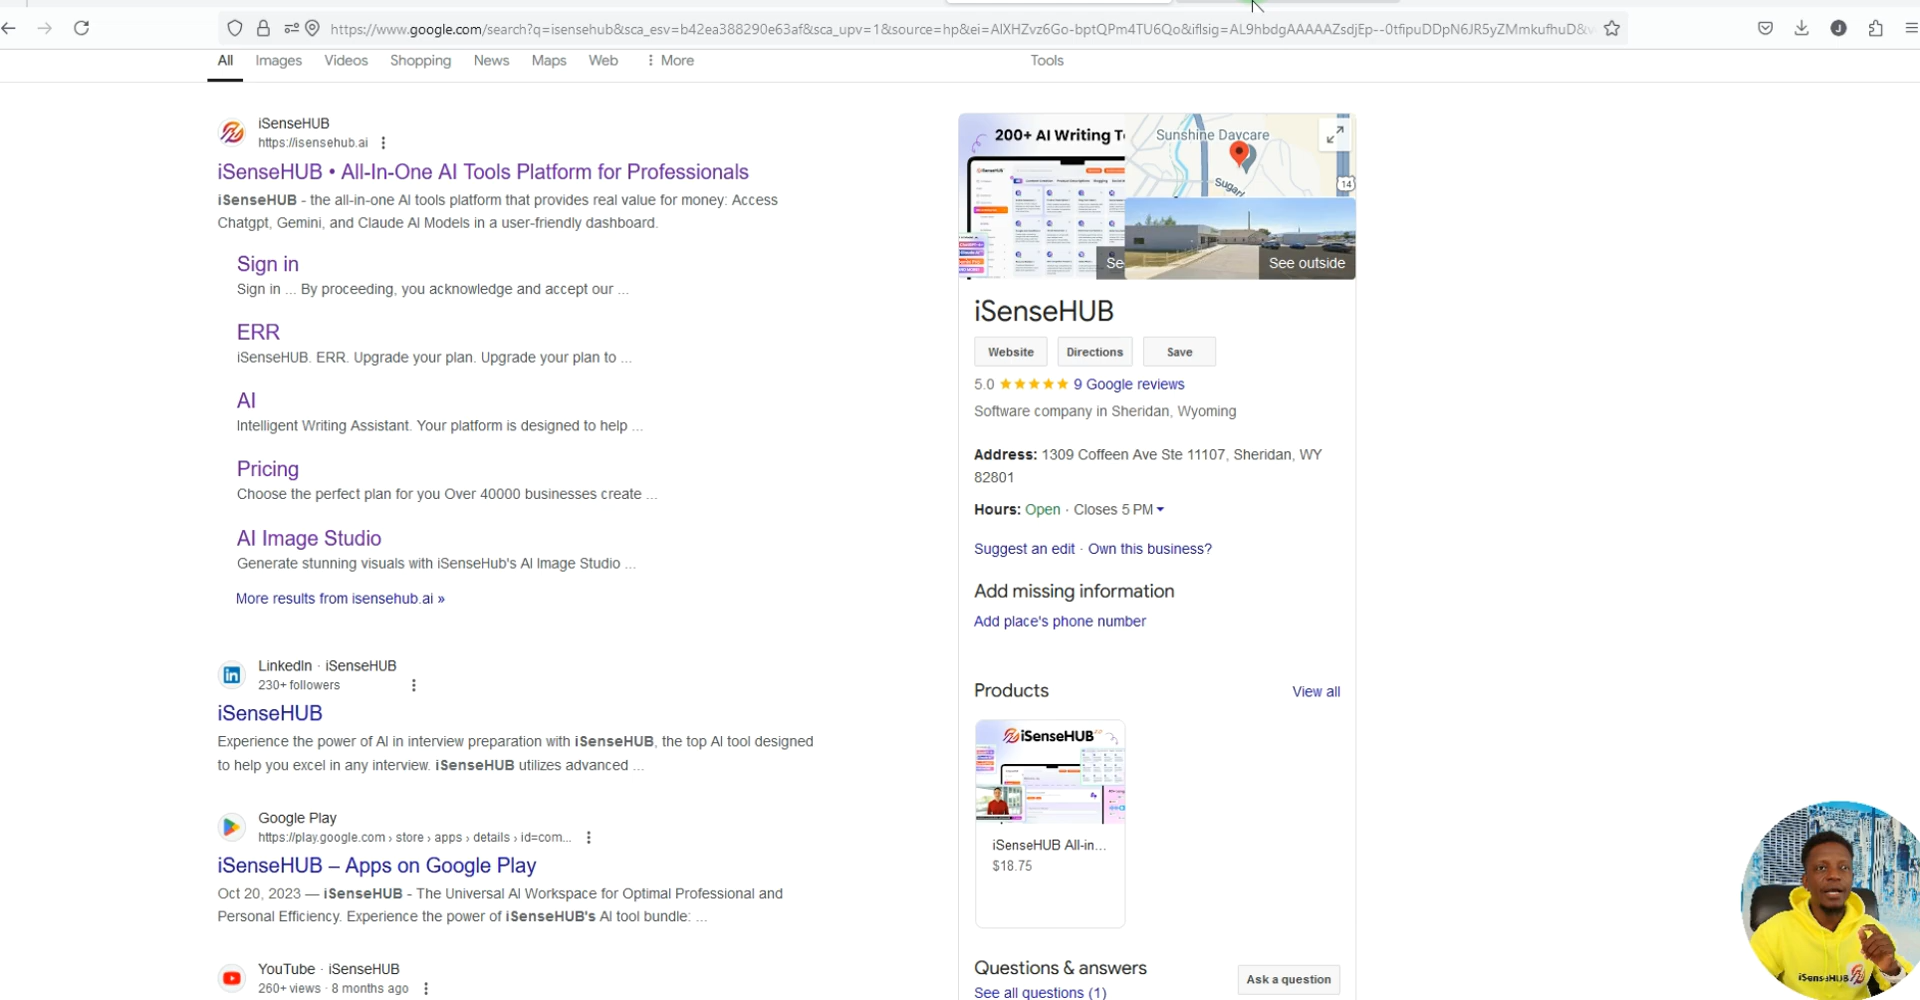 https://www.google.com/search?q=isensehub&sca_esv=b42ea388290e63af&sca_upv=1&source=hp&ei=AIXHZvz6Go-bptQPm4TU6Qo&iflsig=AL9hbdgAAAAAZsdjEp--0tfipuDDpN6JR5yZMmkufhuD&v
J
All Images Videos Shopping News Maps Web More Tools
iSenseHUB
https://isensehub.ai
iSenseHUB • All-In-One AI Tools Platform for Professionals
iSenseHUB - the all-in-one AI tools platform that provides real value for money: Access
Chatgpt, Gemini, and Claude AI Models in a user-friendly dashboard.
Sign in
Sign in ... By proceeding, you acknowledge and accept our ...
ERR
iSenseHUB. ERR. Upgrade your plan. Upgrade your plan to ...
AI
Intelligent Writing Assistant. Your platform is designed to help ...
Pricing
Choose the perfect plan for you Over 40000 businesses create ...
AI Image Studio
Generate stunning visuals with iSenseHub's AI Image Studio ...
More results from isensehub.ai »
LinkedIn · iSenseHUB
230+ followers
iSenseHUB
Experience the power of AI in interview preparation with iSenseHUB, the top AI tool designed
to help you excel in any interview. iSenseHUB utilizes advanced ...
Google Play
https://play.google.com › store › apps › details › id=com...
iSenseHUB – Apps on Google Play
Oct 20, 2023 — iSenseHUB - The Universal AI Workspace for Optimal Professional and
Personal Efficiency. Experience the power of iSenseHUB's AI tool bundle: ...
YouTube · iSenseHUB
260+ views · 8 months ago
200+ AI Writing T
Sunshine Daycare
Sugarl
14
See
See outside
iSenseHUB
Website Directions Save
5.0 9 Google reviews
Software company in Sheridan, Wyoming
Address: 1309 Coffeen Ave Ste 11107, Sheridan, WY
82801
Hours: Open · Closes 5 PM
Suggest an edit · Own this business?
Add missing information
Add place's phone number
Products View all
iSenseHUB
iSenseHUB All-in...
$18.75
Questions & answers
See all questions (1)
Ask a question
iSenseHUB